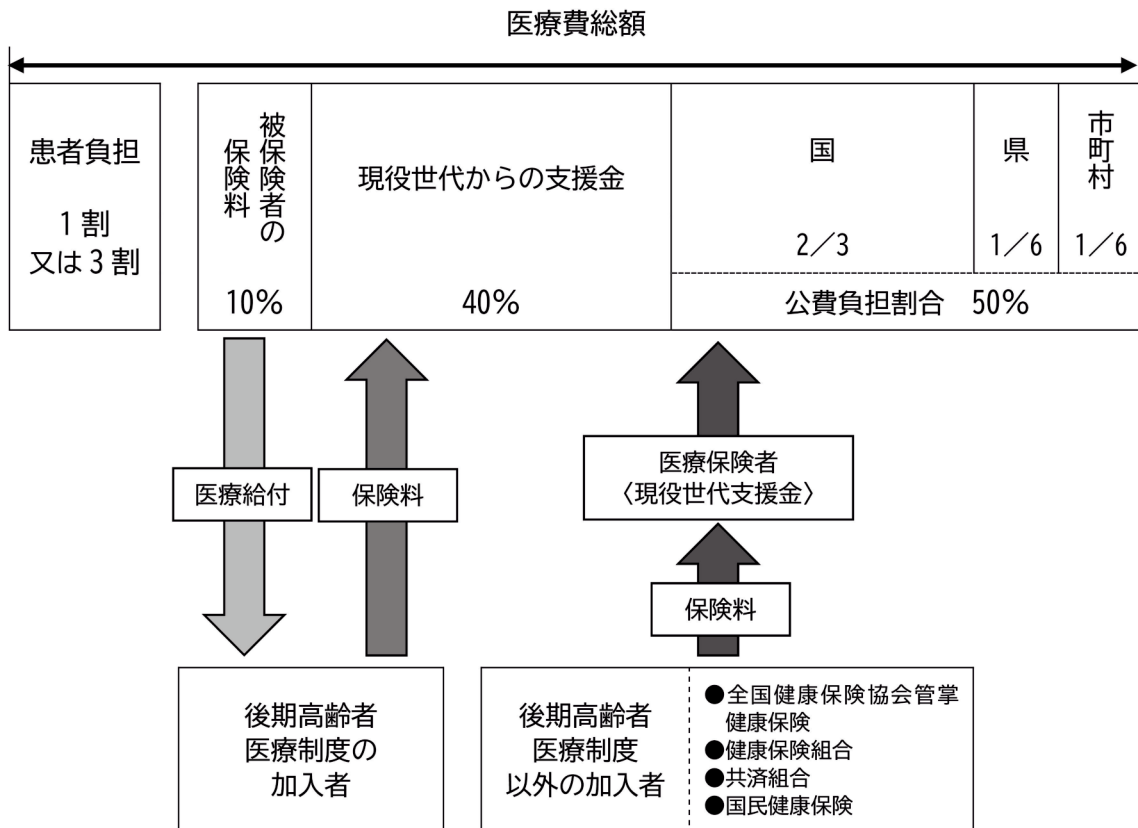 医療費総額
患者負担
1割
又は3割
被保険者の
保険料
10%
現役世代からの支援金
40%
国
2/3
県
1/6
市町村
1/6
公費負担割合 50%
医療給付
保険料
医療保険者
〈現役世代支援金〉
保険料
後期高齢者
医療制度の
加入者
後期高齢者
医療制度
以外の加入者
●全国健康保険協会管掌
健康保険
●健康保険組合
●共済組合
●国民健康保険